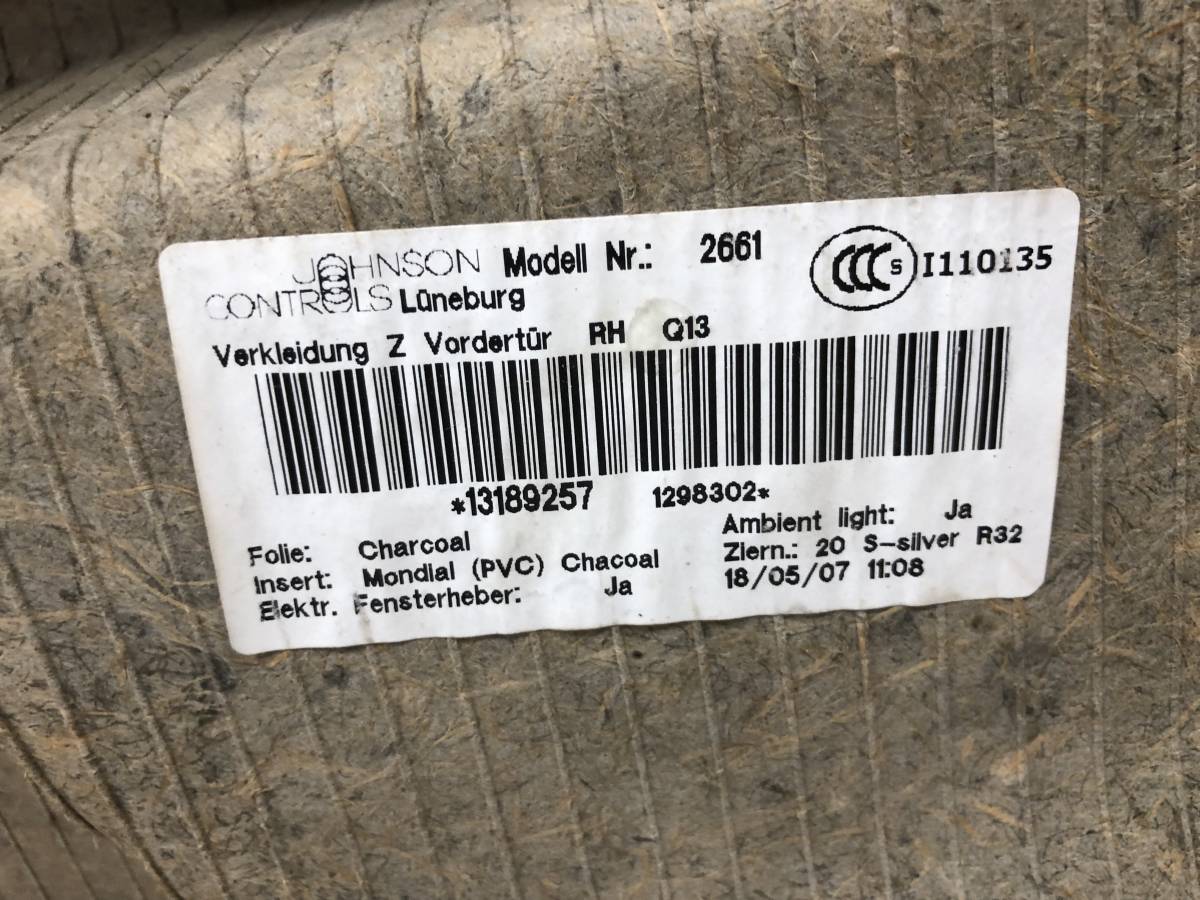 JOHNSON
CONTROLS Lüneburg
Modell Nr.: 2661
CCC S I110135
Verkleidung Z Vordertür RH Q13
*13189257 1298302*
Folie: Charcoal
Insert: Mondial (PVC) Chacoal
Elektr. Fensterheber: Ja
Ambient light: Ja
Ziern.: 20 S-silver R32
18/05/07 11:08